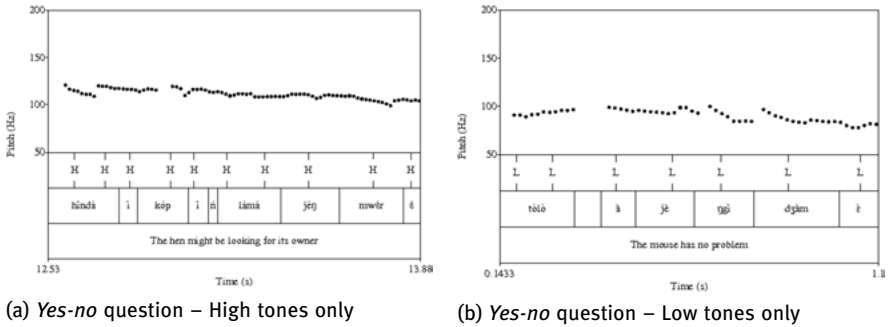 200
150
100
50
Pitch (Hz)
H H H H H H H H H H
híndá í kóp í ń lámá jéŋ mwɛ́r ɛ́
The hen might be looking for its owner
12.53 13.88
Time (s)
(a) Yes-no question – High tones only
200
150
100
50
Pitch (Hz)
L L L L L L L
tòlò à jè ŋgì dʒàm è
The mouse has no problem
0.1433 1.1
Time (s)
(b) Yes-no question – Low tones only